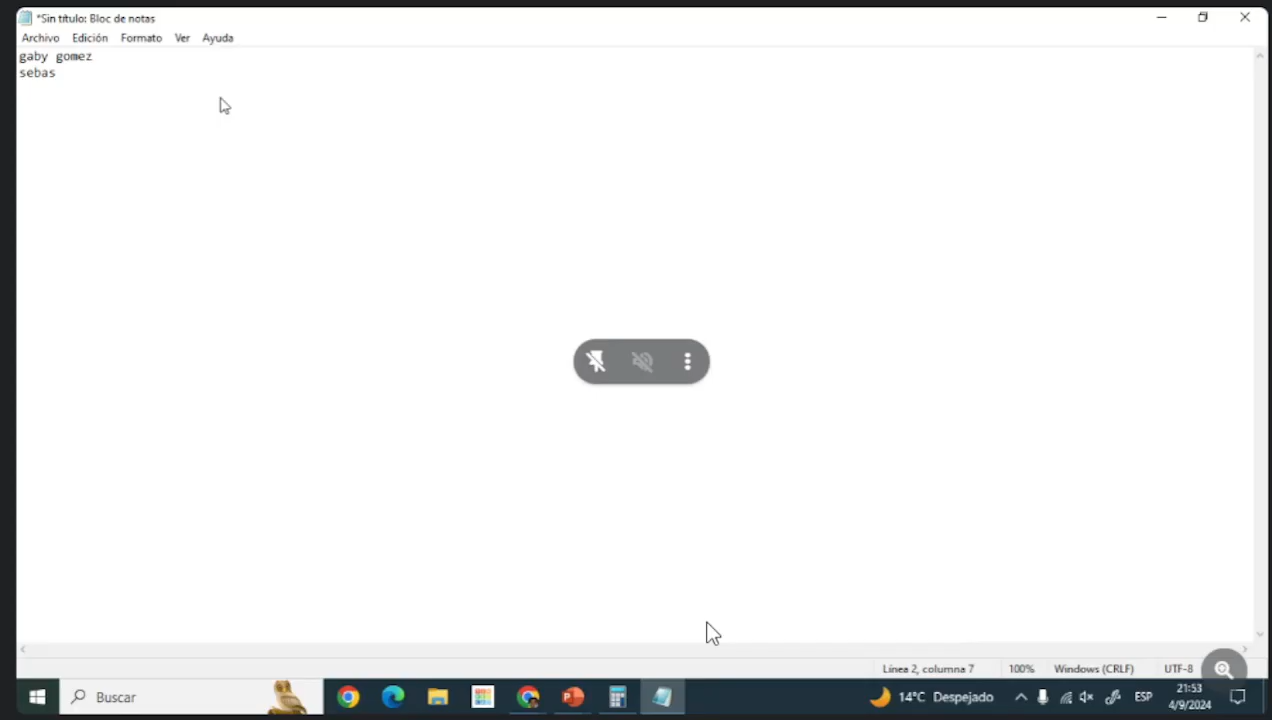 *Sin título: Bloc de notas
Archivo Edición Formato Ver Ayuda
gaby gomez
sebas
Línea 2, columna 7 100% Windows (CRLF) UTF-8
Buscar 14°C Despejado ESP 21:53
4/9/2024